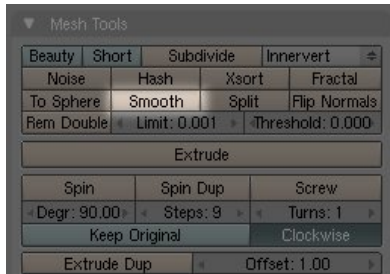 Mesh Tools
Beauty Short Subdivide Innervert
Noise Hash Xsort Fractal
To Sphere Smooth Split Flip Normals
Rem Double Limit: 0.001 Threshold: 0.000
Extrude
Spin Spin Dup Screw
Degr: 90.00 Steps: 9 Turns: 1
Keep Original Clockwise
Extrude Dup Offset: 1.00